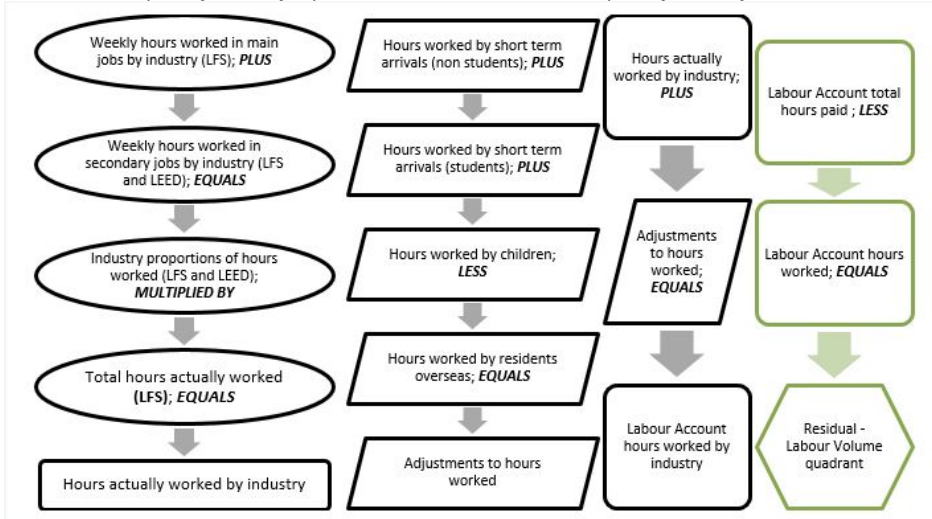 Weekly hours worked in main
jobs by industry (LFS); PLUS
Weekly hours worked in
secondary jobs by industry (LFS
and LEED); EQUALS
Industry proportions of hours
worked (LFS and LEED);
MULTIPLIED BY
Total hours actually worked
(LFS); EQUALS
Hours actually worked by industry
Hours worked by short term
arrivals (non students); PLUS
Hours worked by short term
arrivals (students); PLUS
Hours worked by children;
LESS
Hours worked by residents
overseas; EQUALS
Adjustments to hours
worked
Hours actually
worked by industry;
PLUS
Adjustments
to hours
worked;
EQUALS
Labour Account
hours worked by
industry
Labour Account total
hours paid ; LESS
Labour Account hours
worked; EQUALS
Residual -
Labour Volume
quadrant